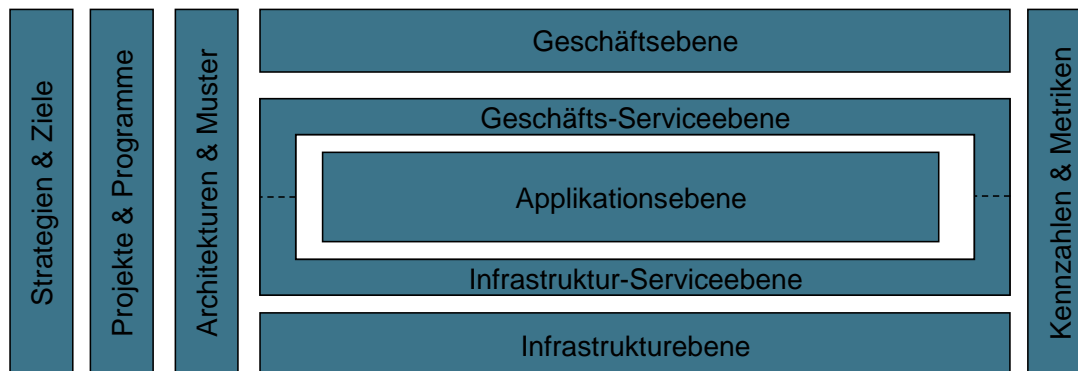 Strategien & Ziele
Projekte & Programme
Architekturen & Muster
Geschäftsebene
Geschäfts-Serviceebene
Applikationsebene
Infrastruktur-Serviceebene
Infrastrukturebene
Kennzahlen & Metriken